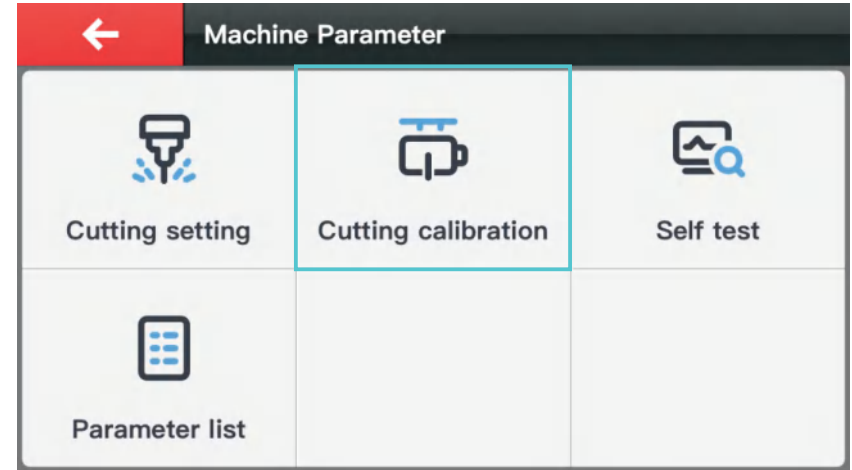 Machine Parameter
Cutting setting
Cutting calibration
Self test
Parameter list